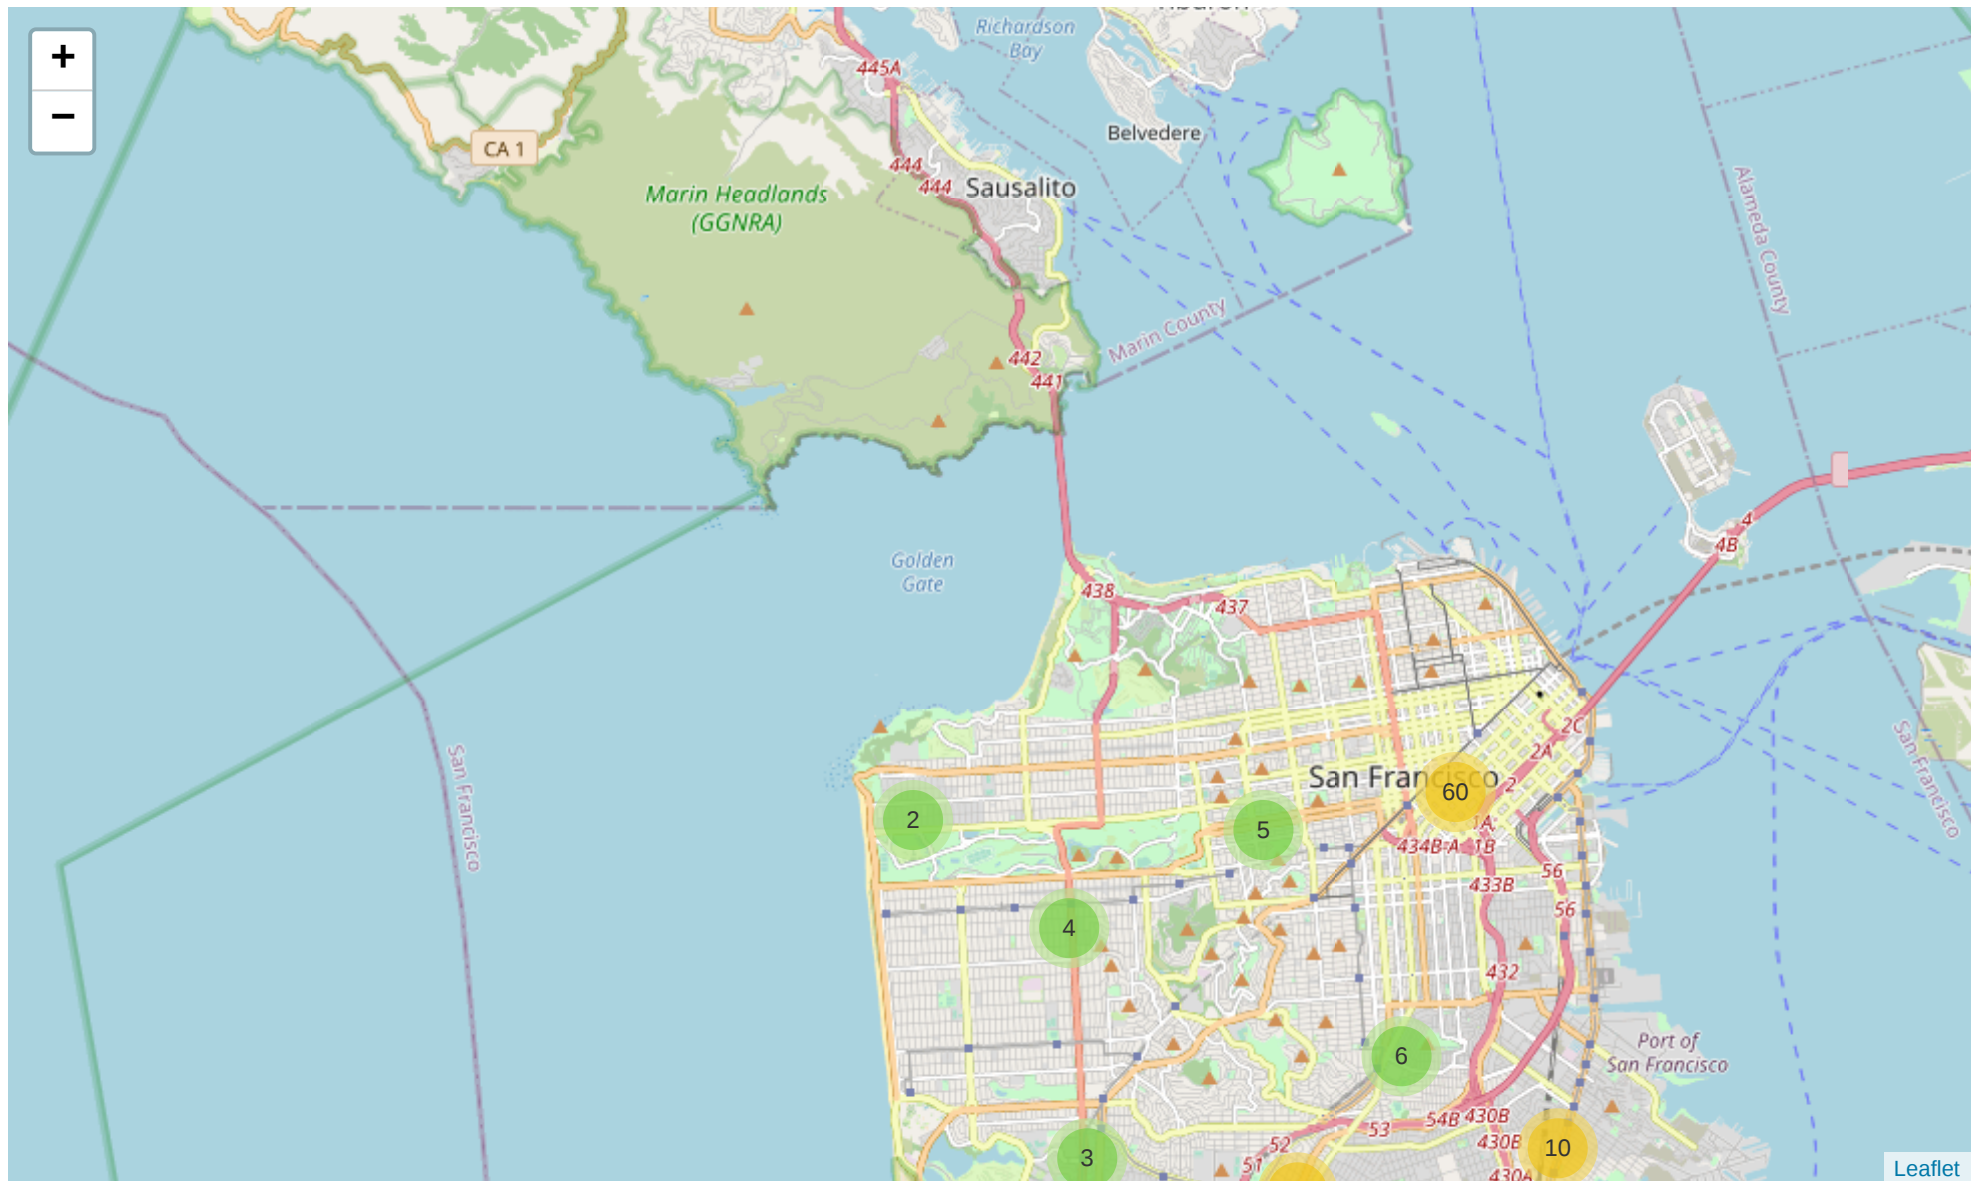 Richardson
Bay
+
−
445A
Belvedere
CA 1
444
444
Sausalito
Marin Headlands
(GGNRA)
Alameda County
Marin County
442
441
4
4B
Golden
Gate
438
437
2C
2A
San Francisco
2
60
2
5
1A
434B
A
1B
San Francisco
San Francisco
56
433B
56
4
432
Port of
San Francisco
6
54B
430B
53
52
430B
10
3
51
430A
Leaflet